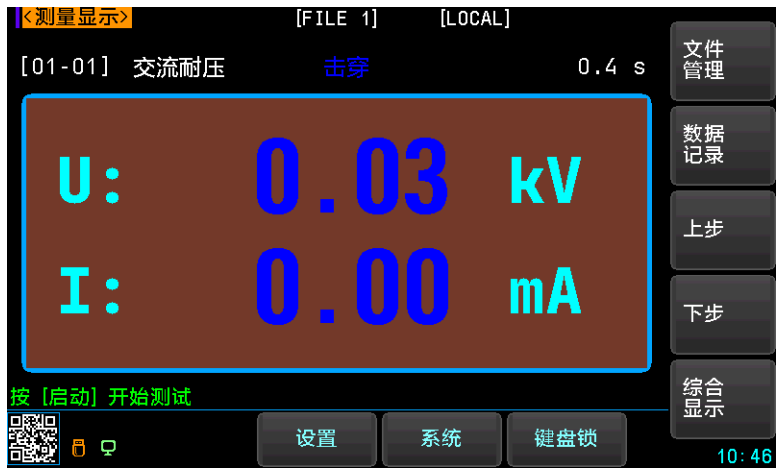 <测量显示> [FILE 1] [LOCAL]
[01-01] 交流耐压 击穿 0.4 s
U: 0.03 kV
I: 0.00 mA
按 [启动] 开始测试
设置 系统 键盘锁
文件
管理
数据
记录
上步
下步
综合
显示
10:46